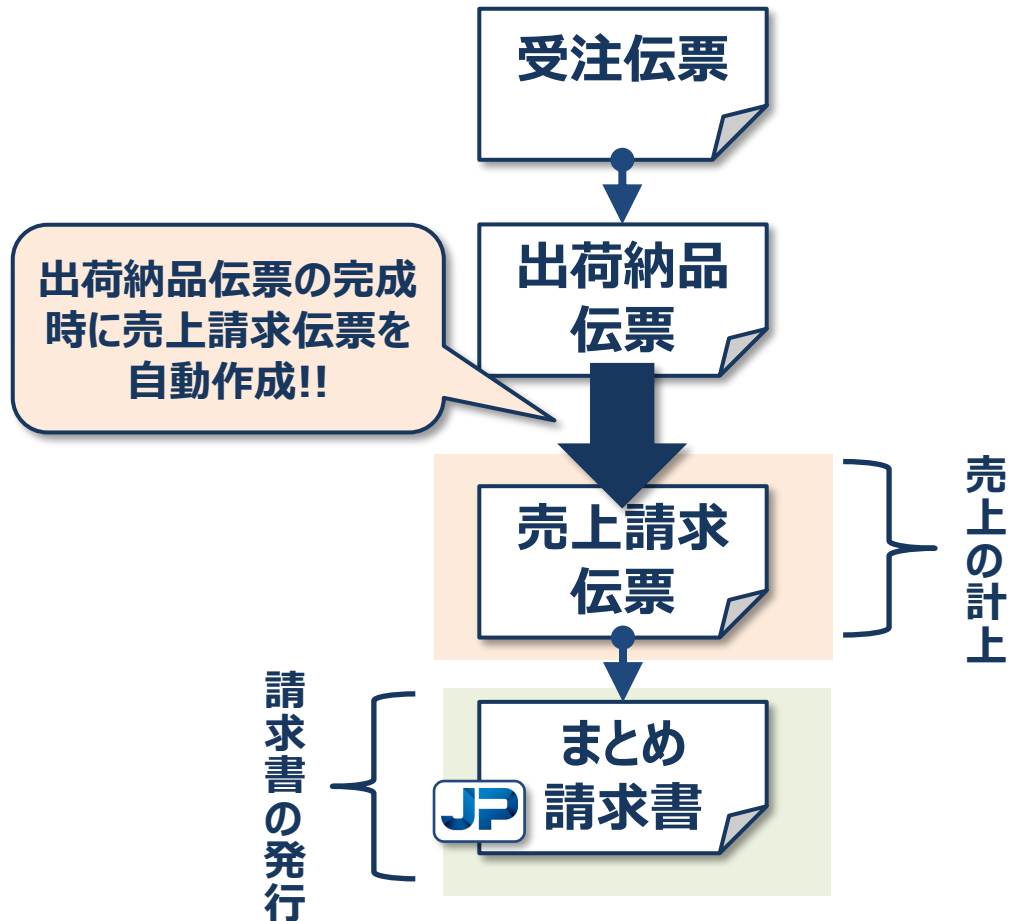 受注伝票
出荷納品
伝票
出荷納品伝票の完成
時に売上請求伝票を
自動作成!!
売上請求
伝票
売上の計上
まとめ
請求書
JP
請求書の発行